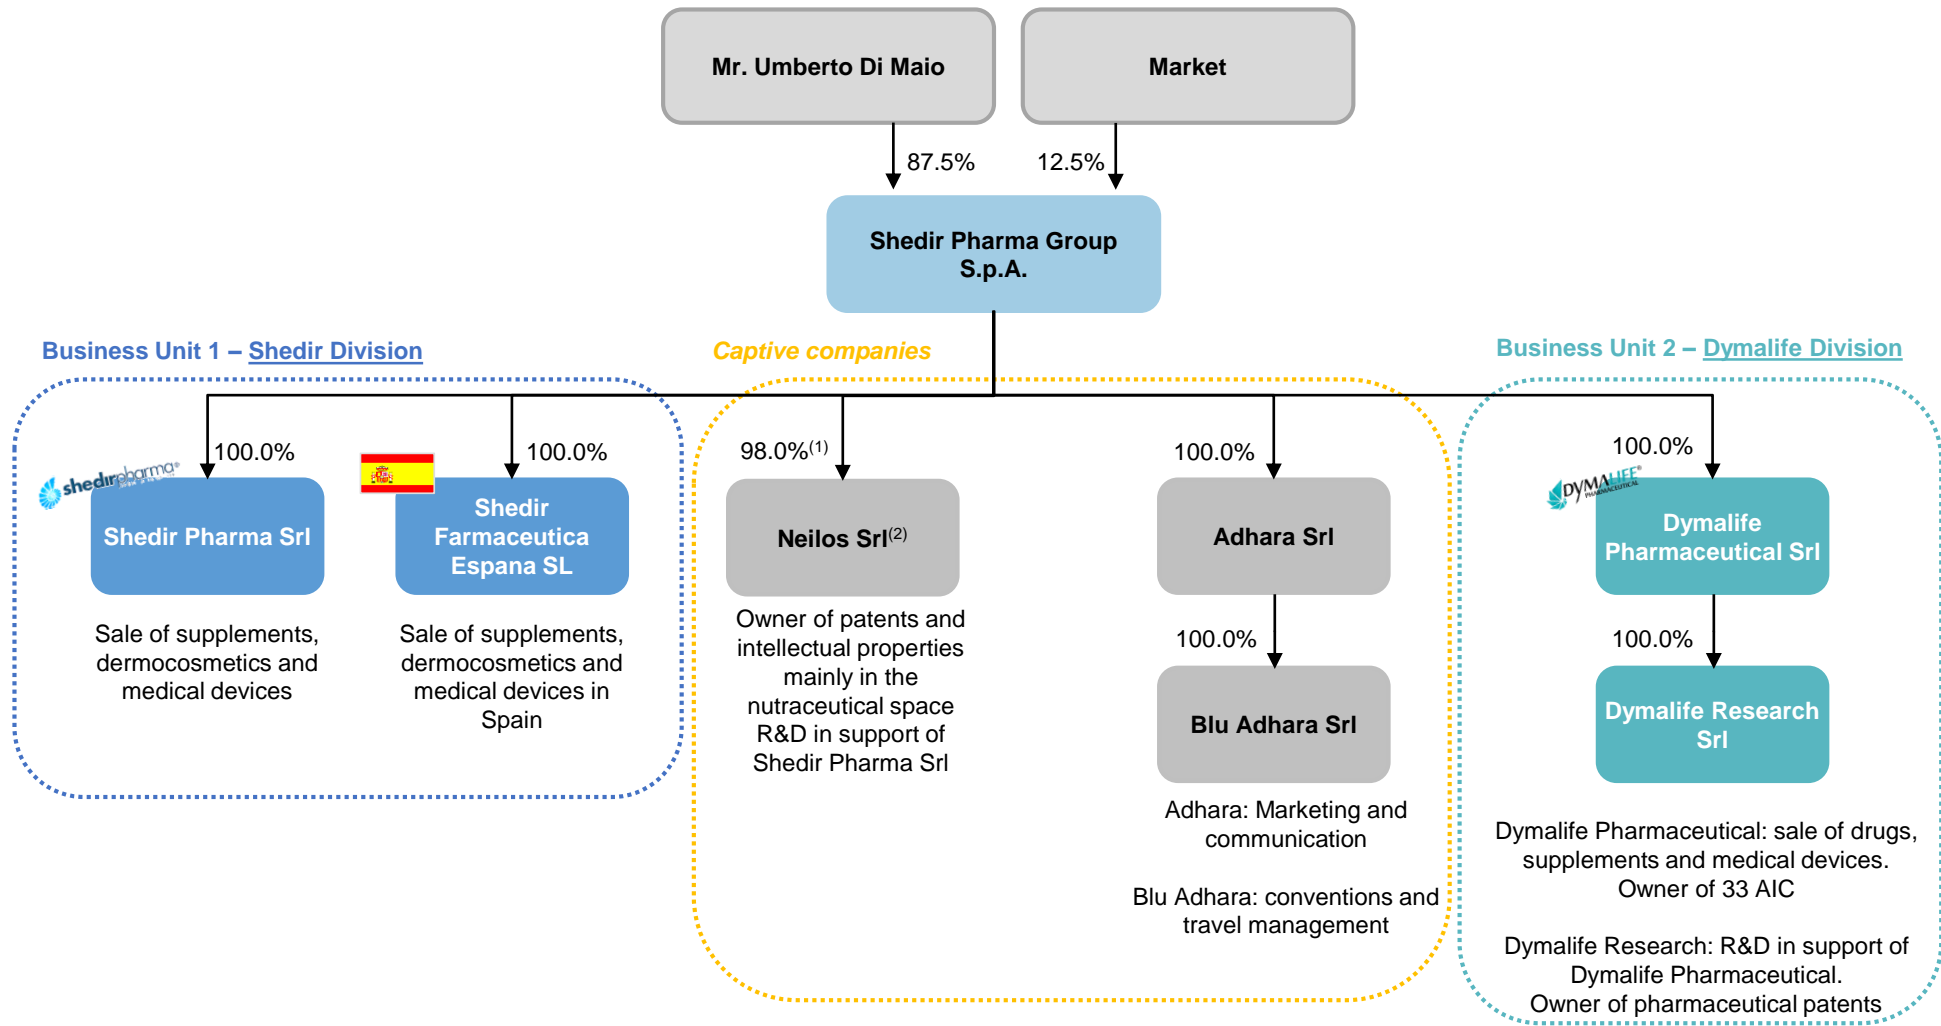 Mr. Umberto Di Maio
Market
87.5%
12.5%
Shedir Pharma Group
S.p.A.
Business Unit 1 – Shedir Division
Captive companies
Business Unit 2 – Dymalife Division
100.0%
100.0%
98.0%(1)
100.0%
100.0%
shedirpharma®
DYMALIFE®
PHARMACEUTICAL
Shedir Pharma Srl
Shedir
Farmaceutica
Espana SL
Neilos Srl(2)
Adhara Srl
Dymalife
Pharmaceutical Srl
Sale of supplements,
dermocosmetics and
medical devices
Sale of supplements,
dermocosmetics and
medical devices in
Spain
Owner of patents and
intellectual properties
mainly in the
nutraceutical space
R&D in support of
Shedir Pharma Srl
100.0%
100.0%
Blu Adhara Srl
Dymalife Research
Srl
Adhara: Marketing and
communication
Blu Adhara: conventions and
travel management
Dymalife Pharmaceutical: sale of drugs,
supplements and medical devices.
Owner of 33 AIC
Dymalife Research: R&D in support of
Dymalife Pharmaceutical.
Owner of pharmaceutical patents